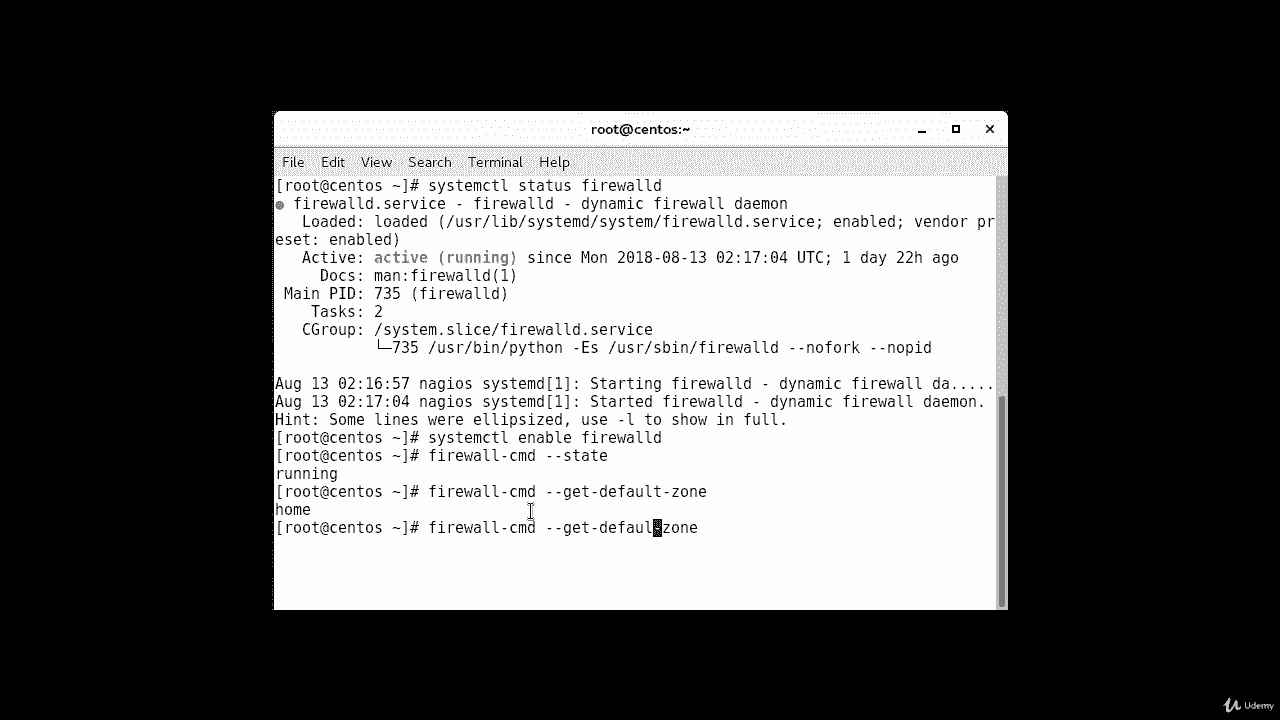 root@centos:~
File Edit View Search Terminal Help
[root@centos ~]# systemctl status firewalld
● firewalld.service - firewalld - dynamic firewall daemon
   Loaded: loaded (/usr/lib/systemd/system/firewalld.service; enabled; vendor pr
eset: enabled)
   Active: active (running) since Mon 2018-08-13 02:17:04 UTC; 1 day 22h ago
     Docs: man:firewalld(1)
 Main PID: 735 (firewalld)
    Tasks: 2
   CGroup: /system.slice/firewalld.service
           └─735 /usr/bin/python -Es /usr/sbin/firewalld --nofork --nopid
Aug 13 02:16:57 nagios systemd[1]: Starting firewalld - dynamic firewall da.....
Aug 13 02:17:04 nagios systemd[1]: Started firewalld - dynamic firewall daemon.
Hint: Some lines were ellipsized, use -l to show in full.
[root@centos ~]# systemctl enable firewalld
[root@centos ~]# firewall-cmd --state
running
[root@centos ~]# firewall-cmd --get-default-zone
home
[root@centos ~]# firewall-cmd --get-defaul-zone
Udemy